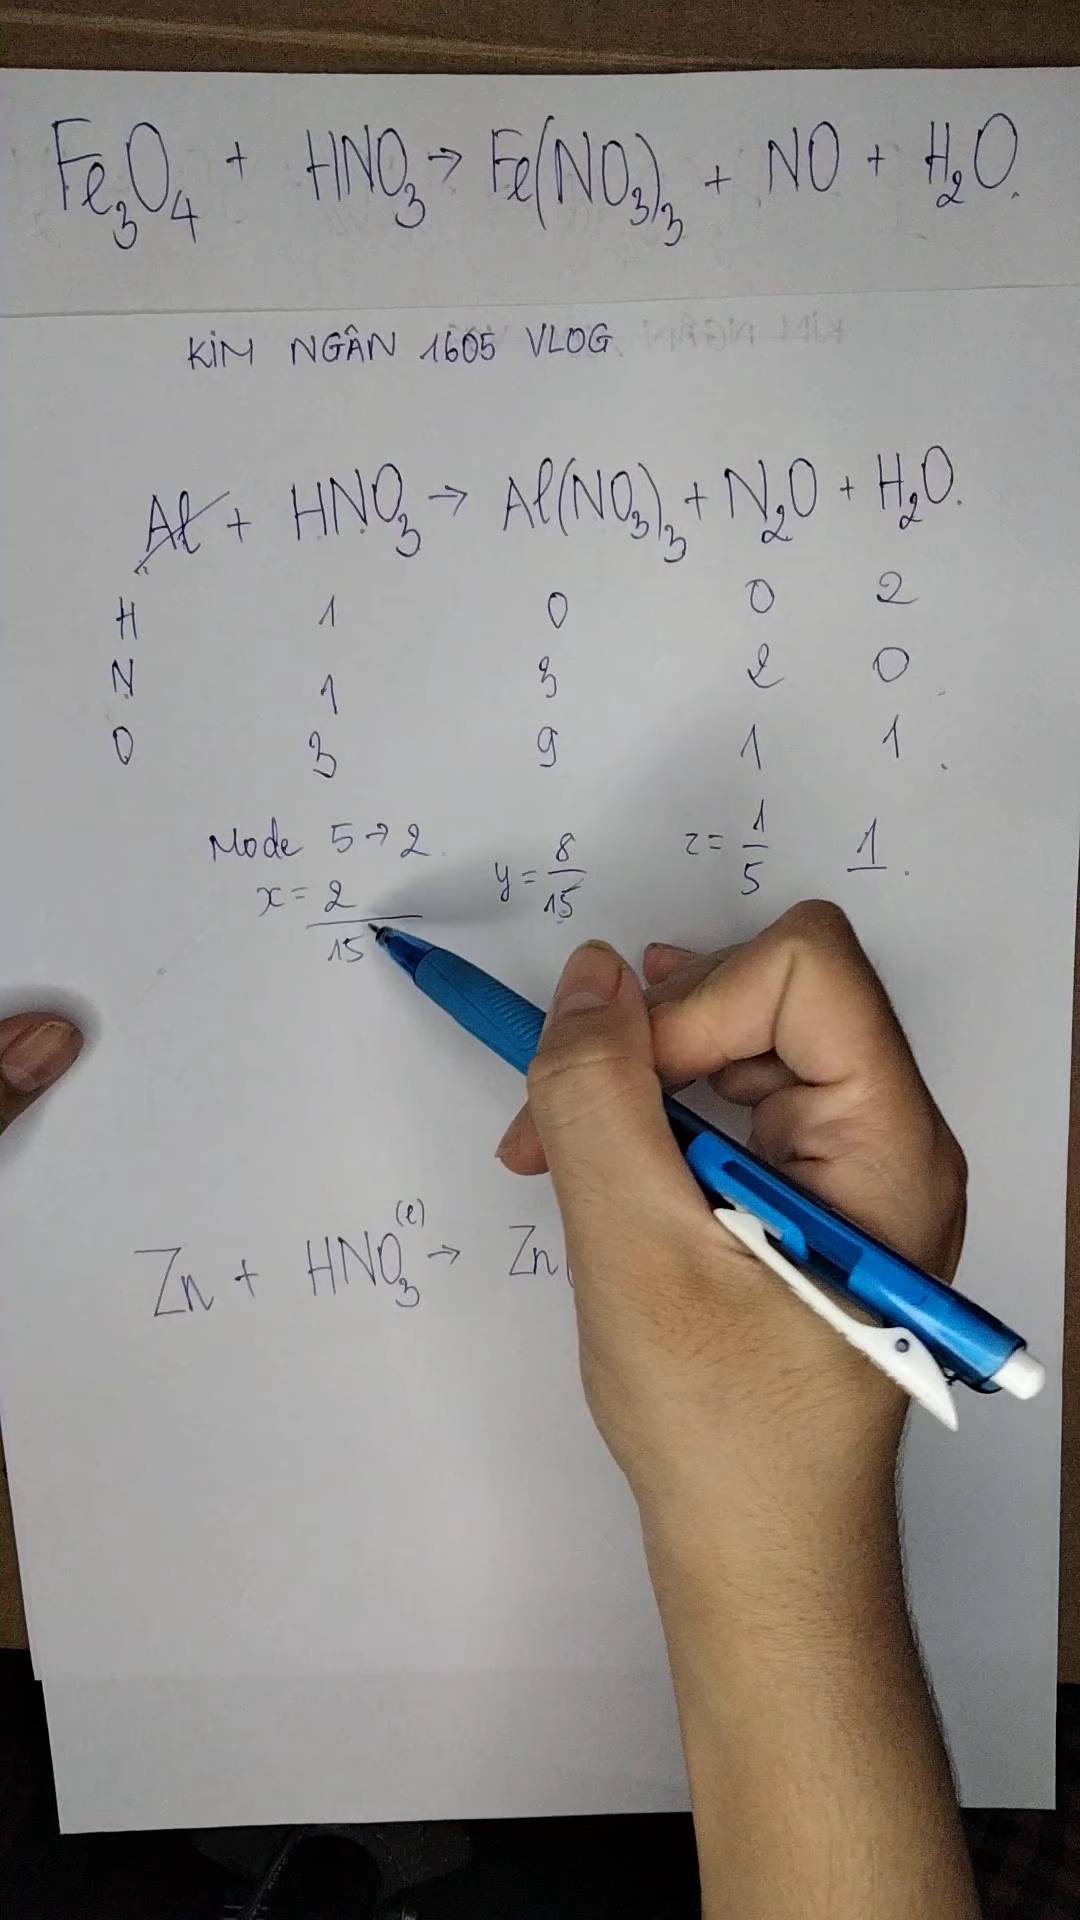 Fe₃O₄ + HNO₃ → Fe(NO₃)₃ + NO + H₂O.
KIM NGÂN 1605 VLOG
Al + HNO₃ → Al(NO₃)₃ + N₂O + H₂O.
H 1 0 0 2
N 1 3 2 0
O 3 9 1 1
Mode 5 → 2.
x = 2/15 y = 8/15 z = 1/5 1.
Zn + HNO₃ (l) → Zn(